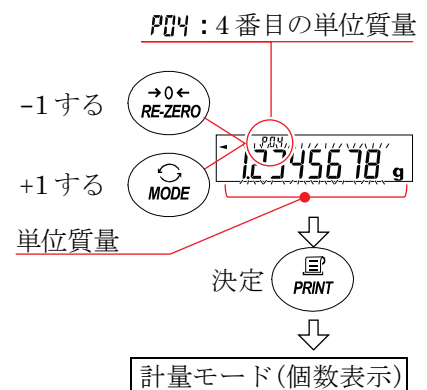 P04：4番目の単位質量
-1する
→0←
RE-ZERO
P04
1.2345678 g
+1する
MODE
単位質量
決定
PRINT
計量モード(個数表示)